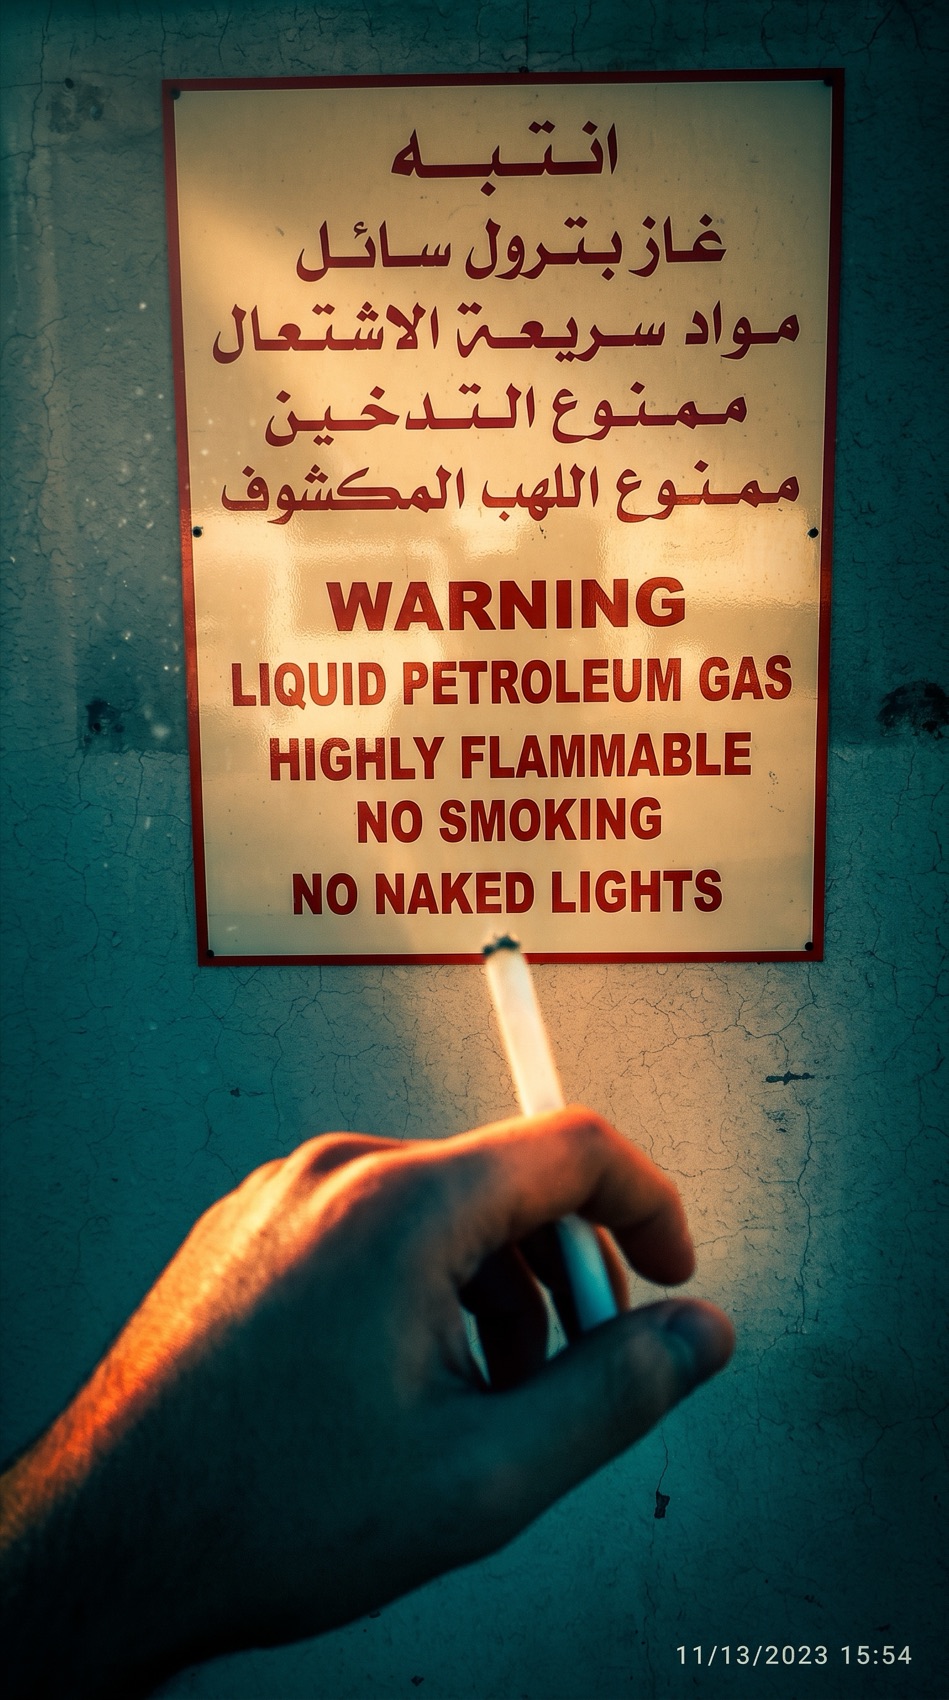 انتبه
غاز بترول سائل
مواد سريعة الاشتعال
ممنوع التدخين
ممنوع اللهب المكشوف
WARNING
LIQUID PETROLEUM GAS
HIGHLY FLAMMABLE
NO SMOKING
NO NAKED LIGHTS
11/13/2023 15:54